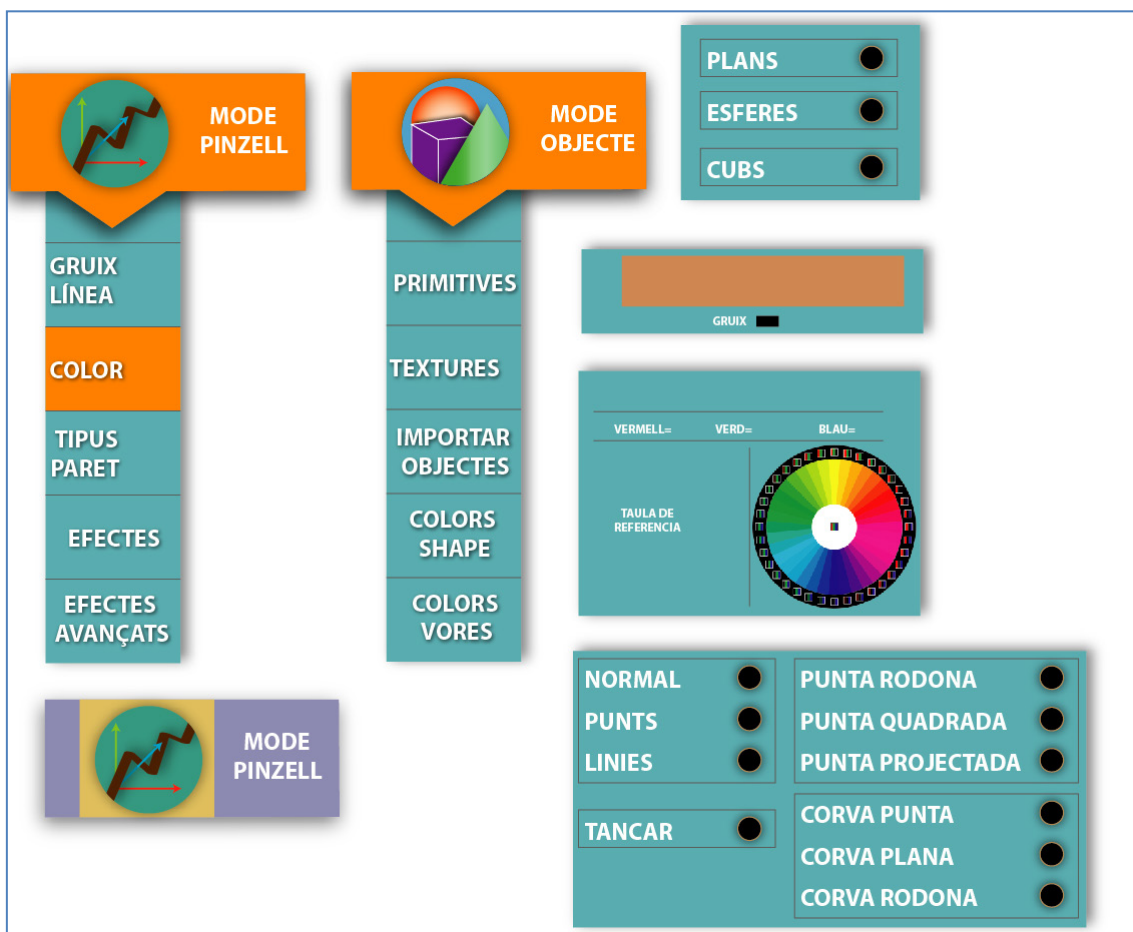 MODE
PINZELL
GRUIX
LÍNEA
COLOR
TIPUS
PARET
EFECTES
EFECTES
AVANÇATS
MODE
PINZELL
MODE
OBJECTE
PRIMITIVES
TEXTURES
IMPORTAR
OBJECTES
COLORS
SHAPE
COLORS
VORES
PLANS
ESFERES
CUBS
GRUIX
VERMELL= VERD= BLAU=
TAULA DE
REFERENCIA
NORMAL
PUNTS
LINIES
TANCAR
PUNTA RODONA
PUNTA QUADRADA
PUNTA PROJECTADA
CORVA PUNTA
CORVA PLANA
CORVA RODONA